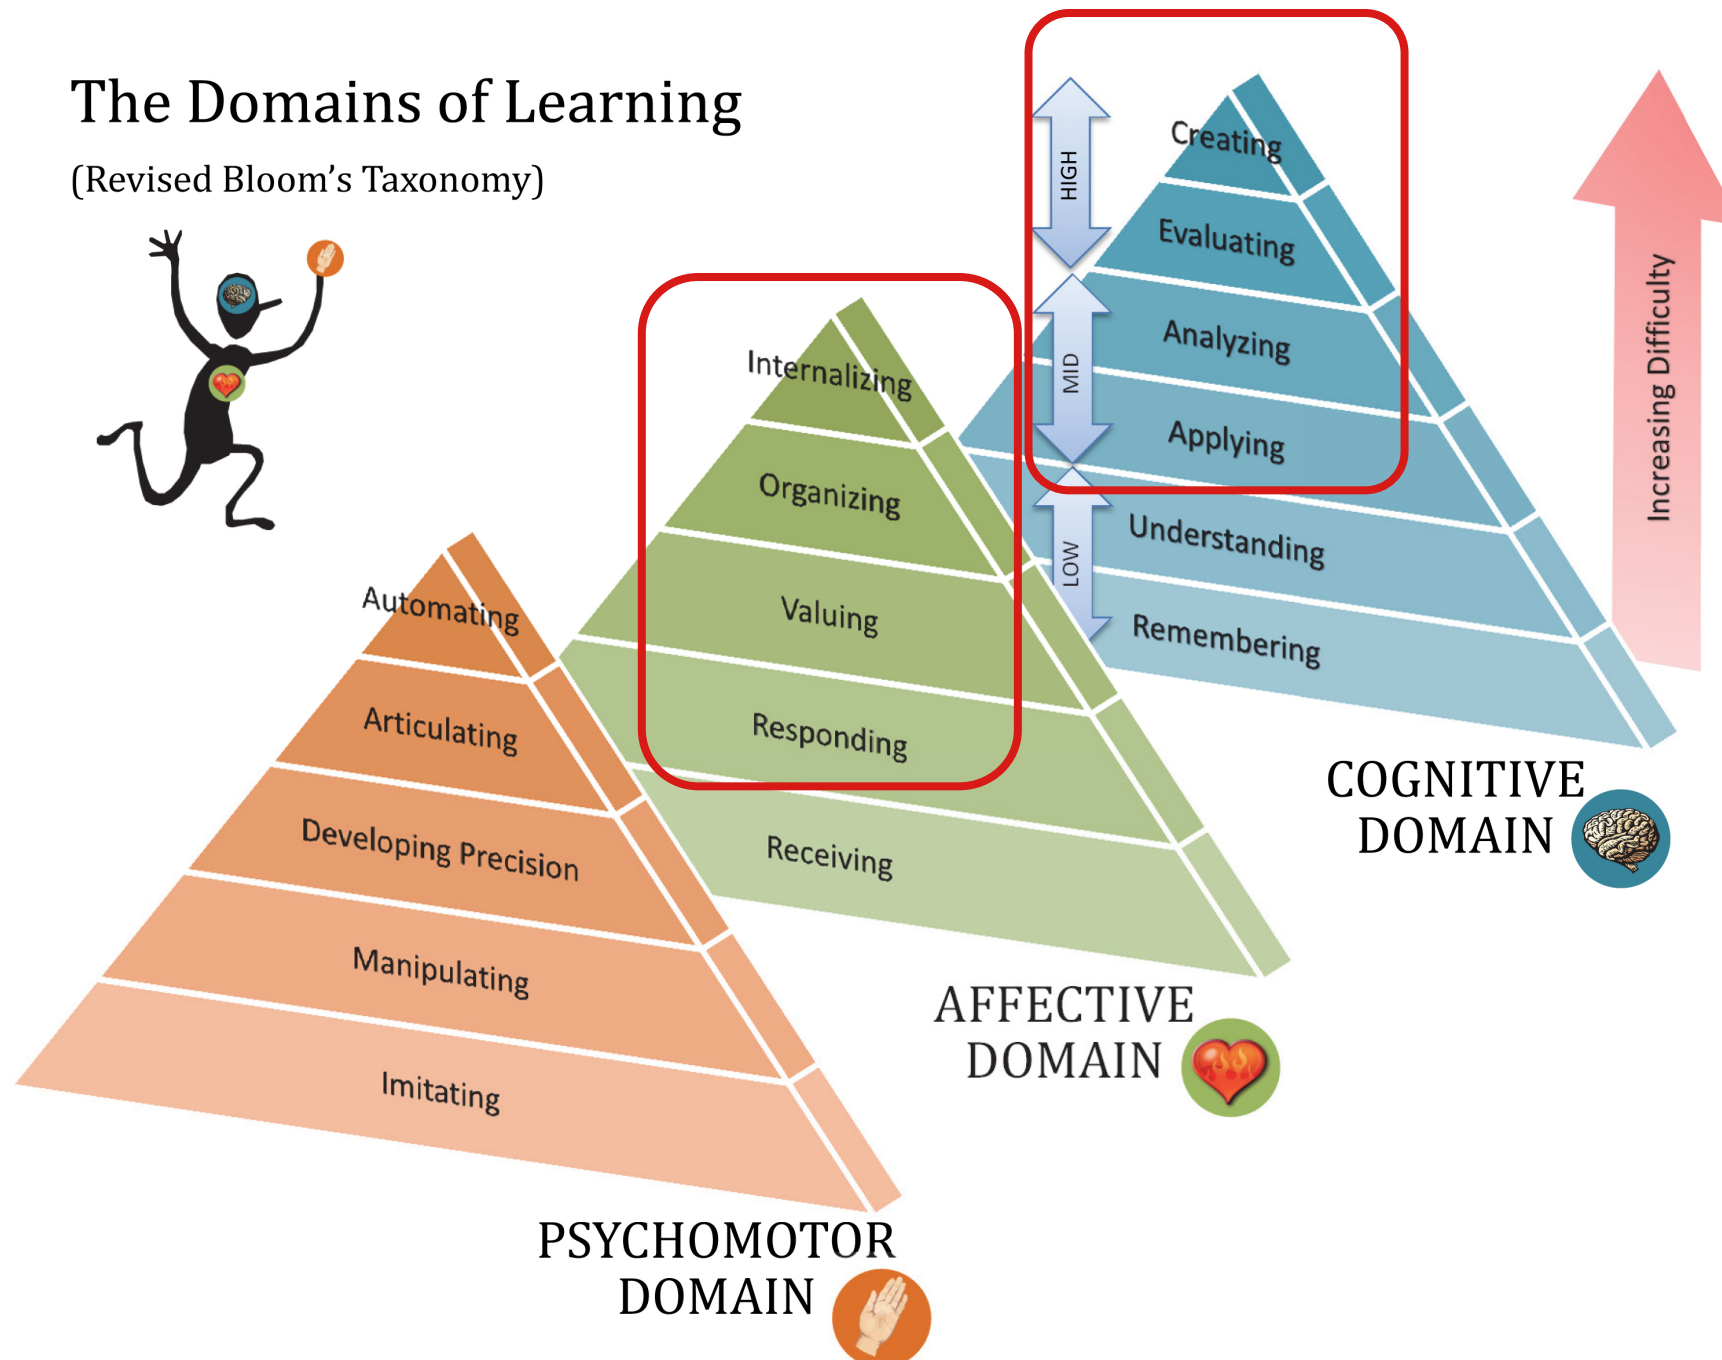 The Domains of Learning
(Revised Bloom's Taxonomy)
HIGH
MID
LOW
Creating
Evaluating
Analyzing
Applying
Understanding
Remembering
Increasing Difficulty
COGNITIVE
DOMAIN
Internalizing
Organizing
Valuing
Responding
Receiving
AFFECTIVE
DOMAIN
Automating
Articulating
Developing Precision
Manipulating
Imitating
PSYCHOMOTOR
DOMAIN